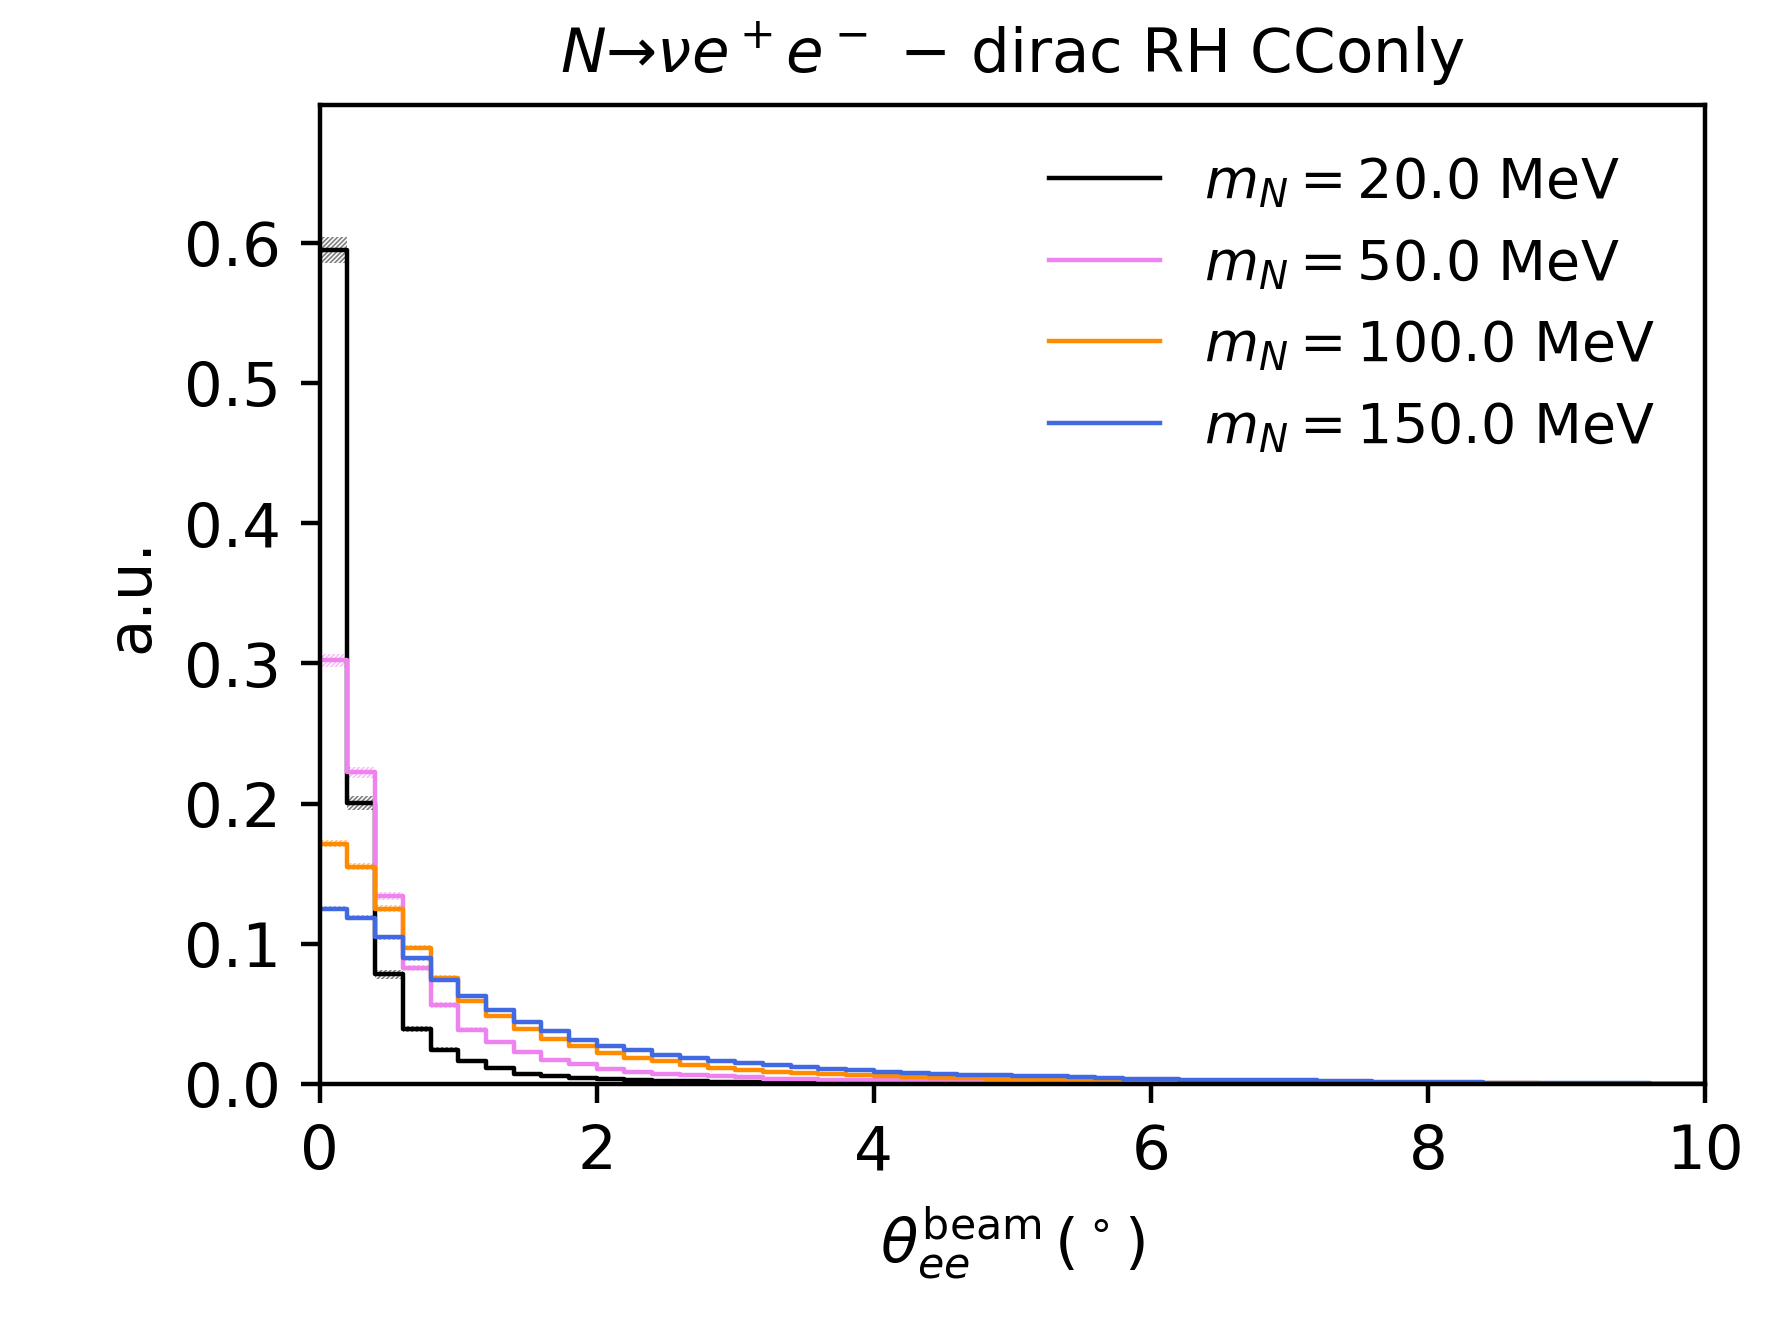 N→νe⁺e⁻ − dirac RH CConly
m_N = 20.0 MeV
m_N = 50.0 MeV
m_N = 100.0 MeV
m_N = 150.0 MeV
a.u.
0.6
0.5
0.4
0.3
0.2
0.1
0.0
0 2 4 6 8 10
θ_ee^beam (°)